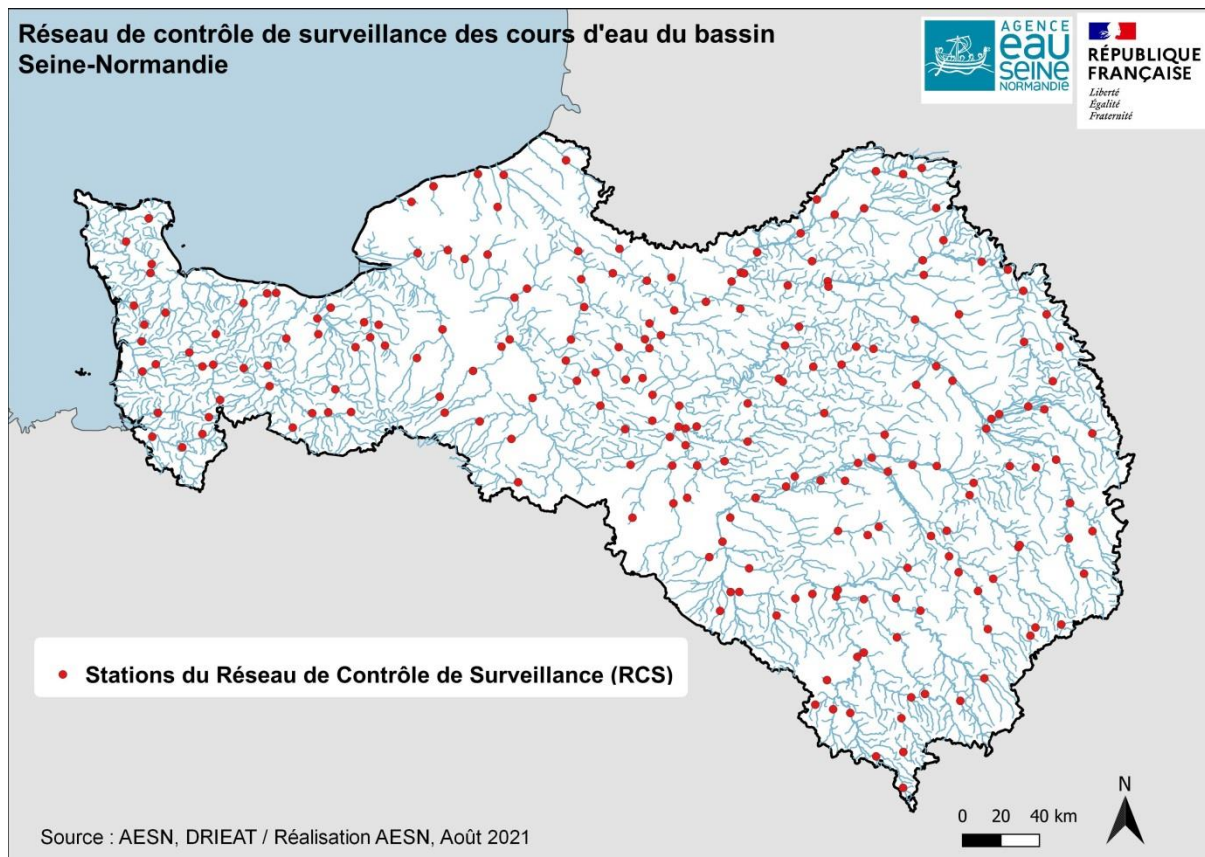 Réseau de contrôle de surveillance des cours d'eau du bassin
Seine-Normandie
AGENCE
eau
SEINE
NORMANDIE
RÉPUBLIQUE
FRANÇAISE
Liberté
Égalité
Fraternité
Stations du Réseau de Contrôle de Surveillance (RCS)
N
0 20 40 km
Source : AESN, DRIEAT / Réalisation AESN, Août 2021